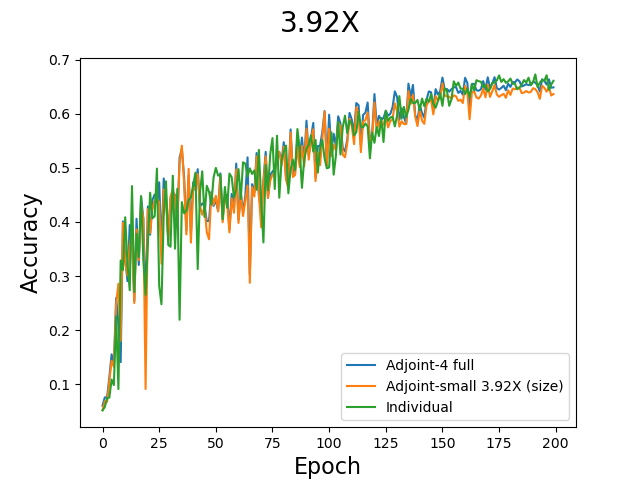 3.92X
Accuracy
0.7
0.6
0.5
0.4
0.3
0.2
0.1
Adjoint-4 full
Adjoint-small 3.92X (size)
Individual
0 25 50 75 100 125 150 175 200
Epoch